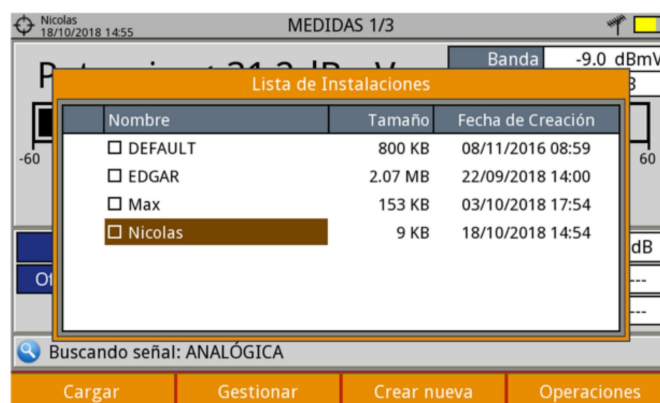 Nicolas
18/10/2018 14:55
MEDIDAS 1/3
Banda -9.0 dBmV
Lista de Instalaciones
Nombre Tamaño Fecha de Creación
DEFAULT 800 KB 08/11/2016 08:59
EDGAR 2.07 MB 22/09/2018 14:00
Max 153 KB 03/10/2018 17:54
Nicolas 9 KB 18/10/2018 14:54
-60 60
dB
---
---
Buscando señal: ANALÓGICA
Cargar Gestionar Crear nueva Operaciones